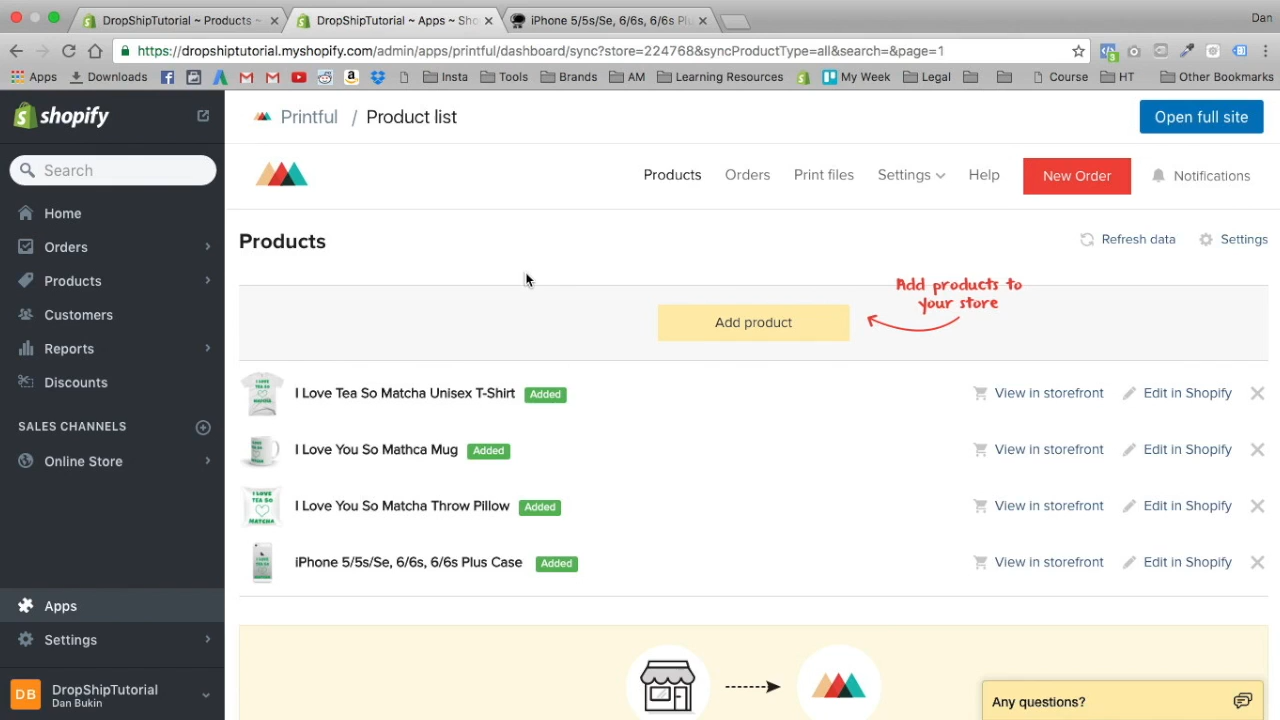 DropShipTutorial ~ Products ~
DropShipTutorial ~ Apps ~ Sho
iPhone 5/5s/Se, 6/6s, 6/6s Plu
Dan
https://dropshiptutorial.myshopify.com/admin/apps/printful/dashboard/sync?store=224768&syncProductType=all&search=&page=1
Apps Downloads Insta Tools Brands AM Learning Resources My Week Legal Course HT Other Bookmarks
shopify
Printful / Product list
Open full site
Search
Products Orders Print files Settings Help New Order Notifications
Home
Orders
Products
Customers
Reports
Discounts
SALES CHANNELS
Online Store
Apps
Settings
DB
DropShipTutorial
Dan Bukin
Products
Refresh data Settings
Add products to
your store
Add product
I Love Tea So Matcha Unisex T-Shirt Added View in storefront Edit in Shopify
I Love You So Mathca Mug Added View in storefront Edit in Shopify
I Love You So Matcha Throw Pillow Added View in storefront Edit in Shopify
iPhone 5/5s/Se, 6/6s, 6/6s Plus Case Added View in storefront Edit in Shopify
I LOVE
TEA SO
MATCHA
Any questions?